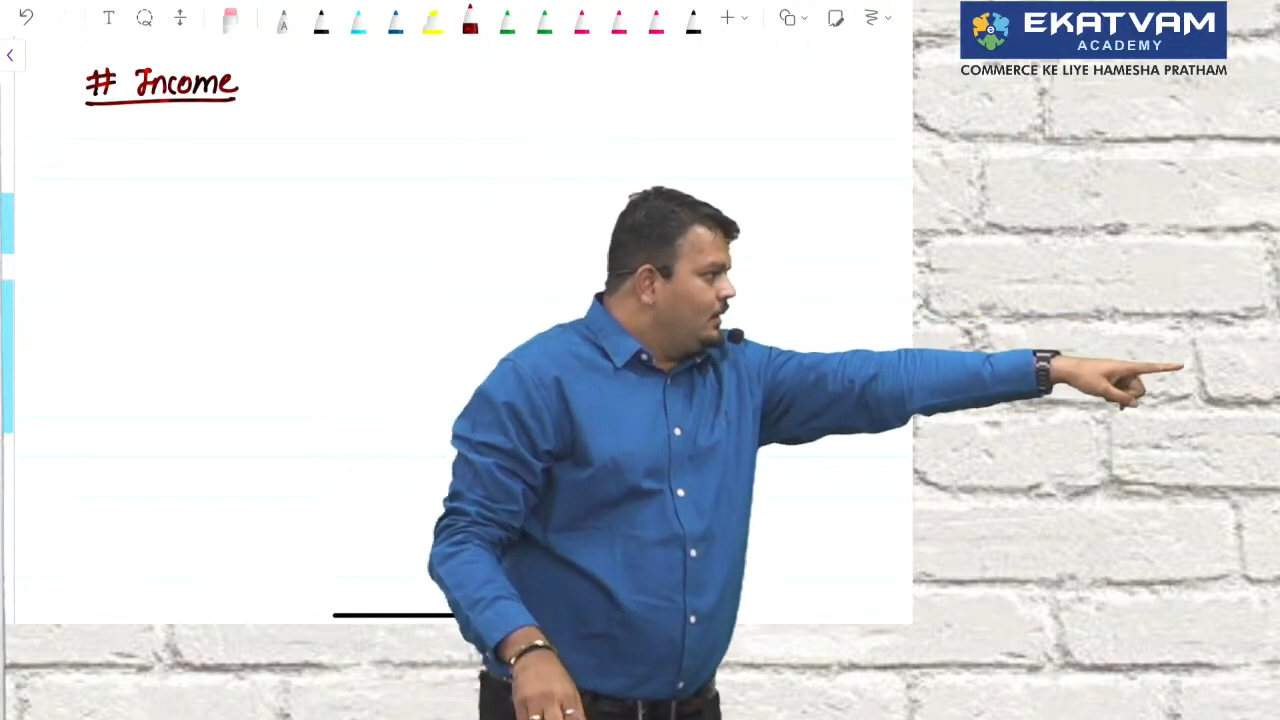 T
A
EKATVAM
ACADEMY
COMMERCE KE LIYE HAMESHA PRATHAM
# Income